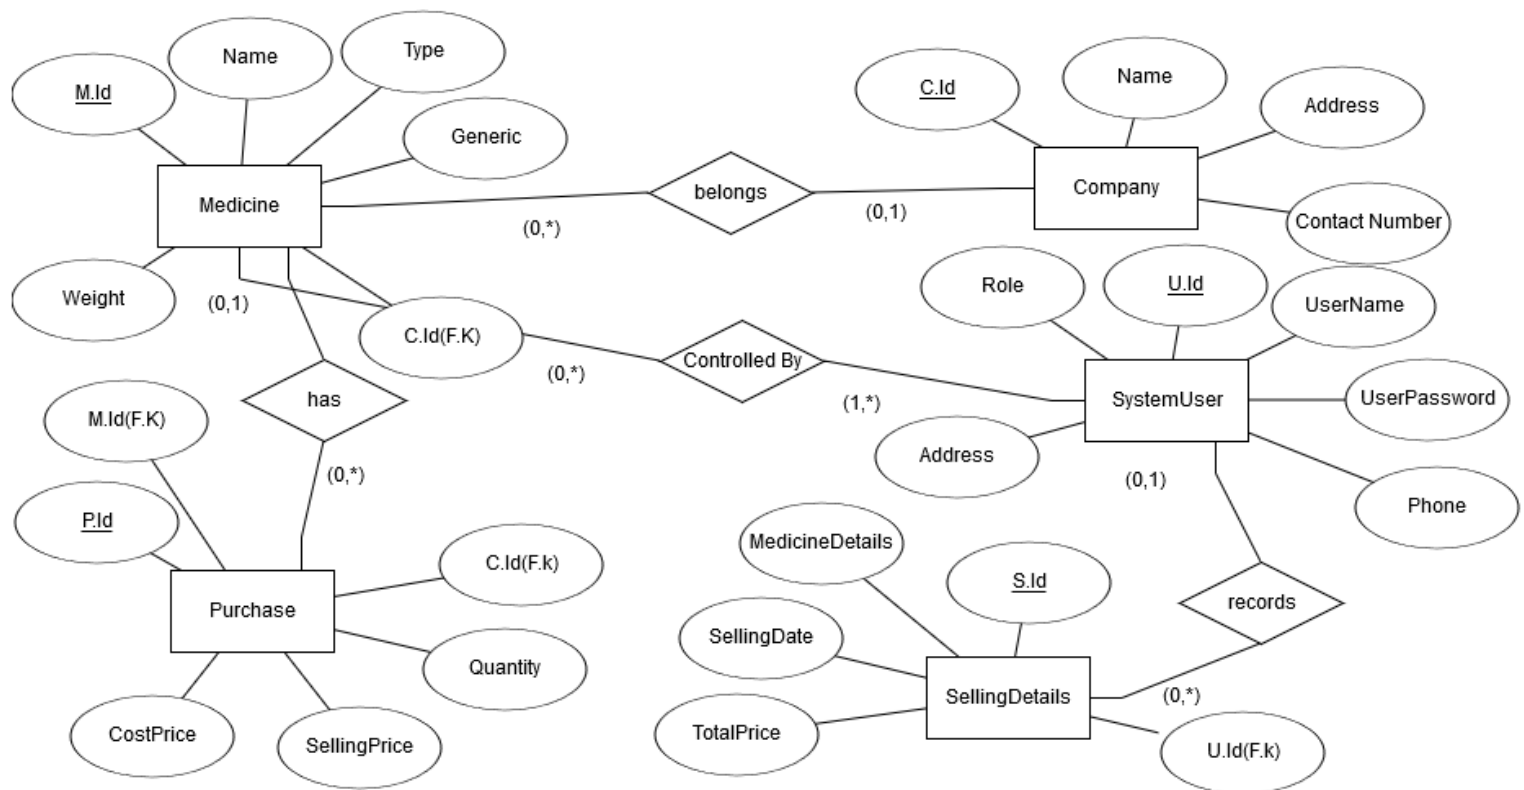 Name
Type
M.Id
Generic
Medicine
Weight
(0,*)
belongs
(0,1)
C.Id
Name
Address
Company
Contact Number
(0,1)
C.Id(F.K)
(0,*)
Controlled By
(1,*)
Role
U.Id
UserName
SystemUser
UserPassword
Address
Phone
(0,1)
has
(0,*)
M.Id(F.K)
P.Id
C.Id(F.k)
Purchase
Quantity
CostPrice
SellingPrice
MedicineDetails
S.Id
records
SellingDate
SellingDetails
(0,*)
TotalPrice
U.Id(F.k)